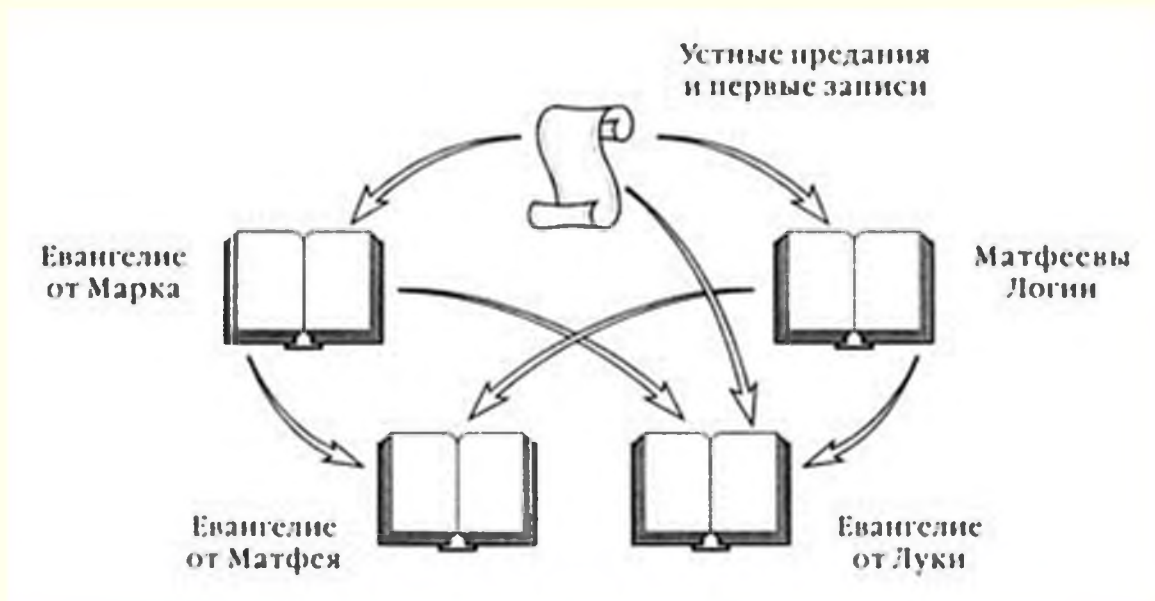 Устные предания
и первые записи
Евангелие
от Марка
Матфеевы
Логии
Евангелие
от Матфея
Евангелие
от Луки